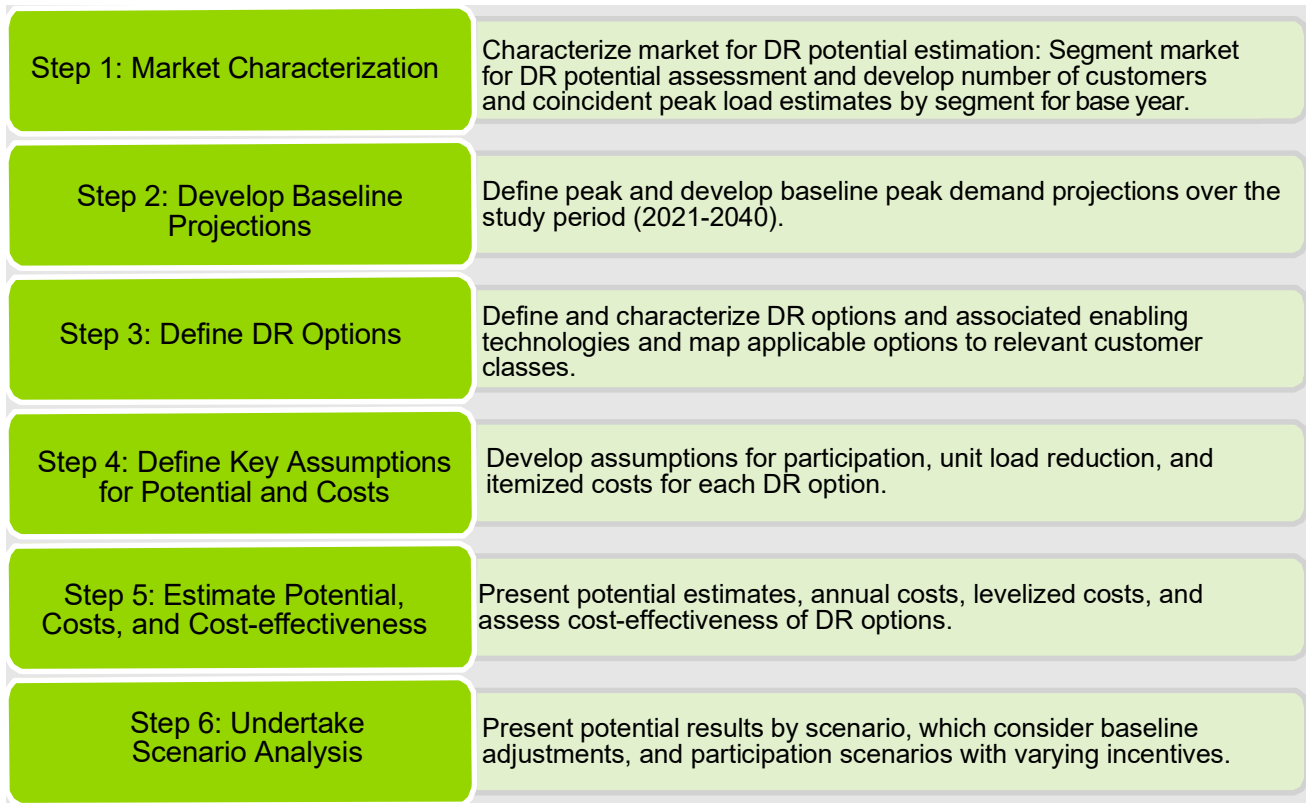 Step 1: Market Characterization
Characterize market for DR potential estimation: Segment market
for DR potential assessment and develop number of customers
and coincident peak load estimates by segment for base year.
Step 2: Develop Baseline
Projections
Define peak and develop baseline peak demand projections over the
study period (2021-2040).
Step 3: Define DR Options
Define and characterize DR options and associated enabling
technologies and map applicable options to relevant customer
classes.
Step 4: Define Key Assumptions
for Potential and Costs
Develop assumptions for participation, unit load reduction, and
itemized costs for each DR option.
Step 5: Estimate Potential,
Costs, and Cost-effectiveness
Present potential estimates, annual costs, levelized costs, and
assess cost-effectiveness of DR options.
Step 6: Undertake
Scenario Analysis
Present potential results by scenario, which consider baseline
adjustments, and participation scenarios with varying incentives.